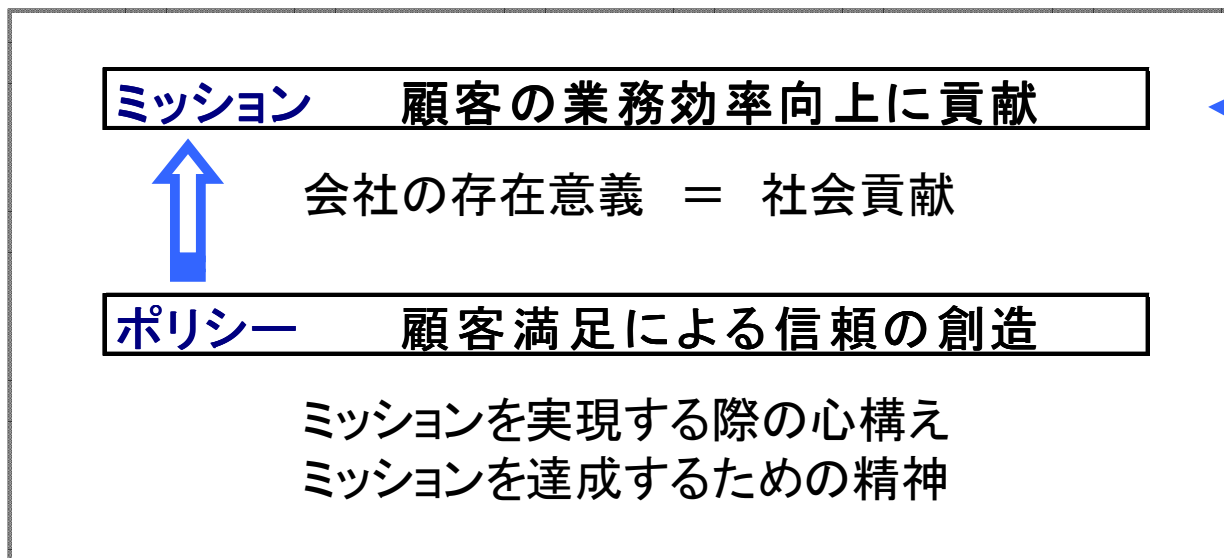 ミッション　顧客の業務効率向上に貢献
会社の存在意義　＝　社会貢献
ポリシー　顧客満足による信頼の創造
ミッションを実現する際の心構え
ミッションを達成するための精神